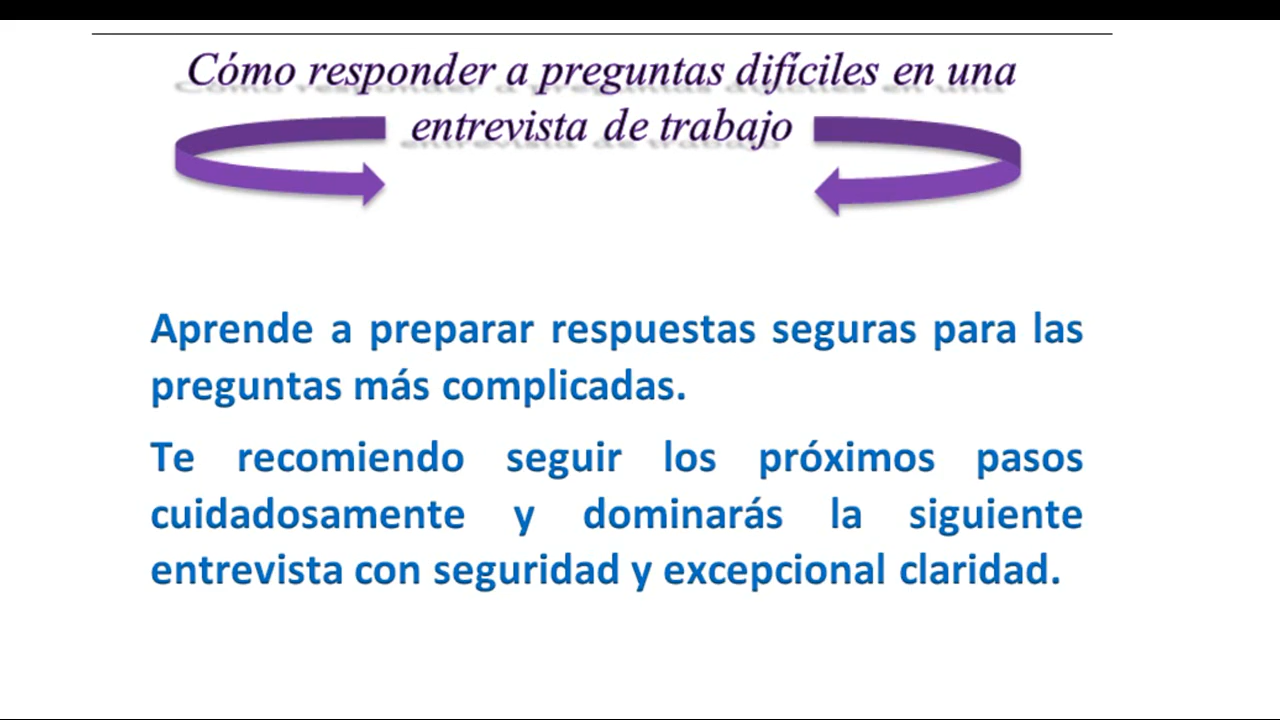 Cómo responder a preguntas difíciles en una
entrevista de trabajo
Aprende a preparar respuestas seguras para las
preguntas más complicadas.
Te recomiendo seguir los próximos pasos
cuidadosamente y dominarás la siguiente
entrevista con seguridad y excepcional claridad.